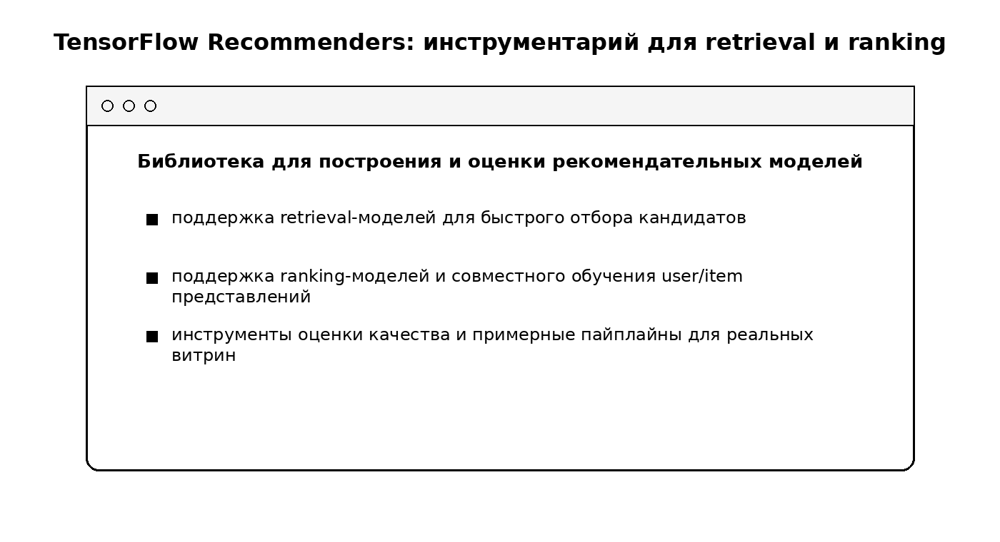 TensorFlow Recommenders: инструментарий для retrieval и ranking
Библиотека для построения и оценки рекомендательных моделей
поддержка retrieval-моделей для быстрого отбора кандидатов
поддержка ranking-моделей и совместного обучения user/item
представлений
инструменты оценки качества и примерные пайплайны для реальных
витрин